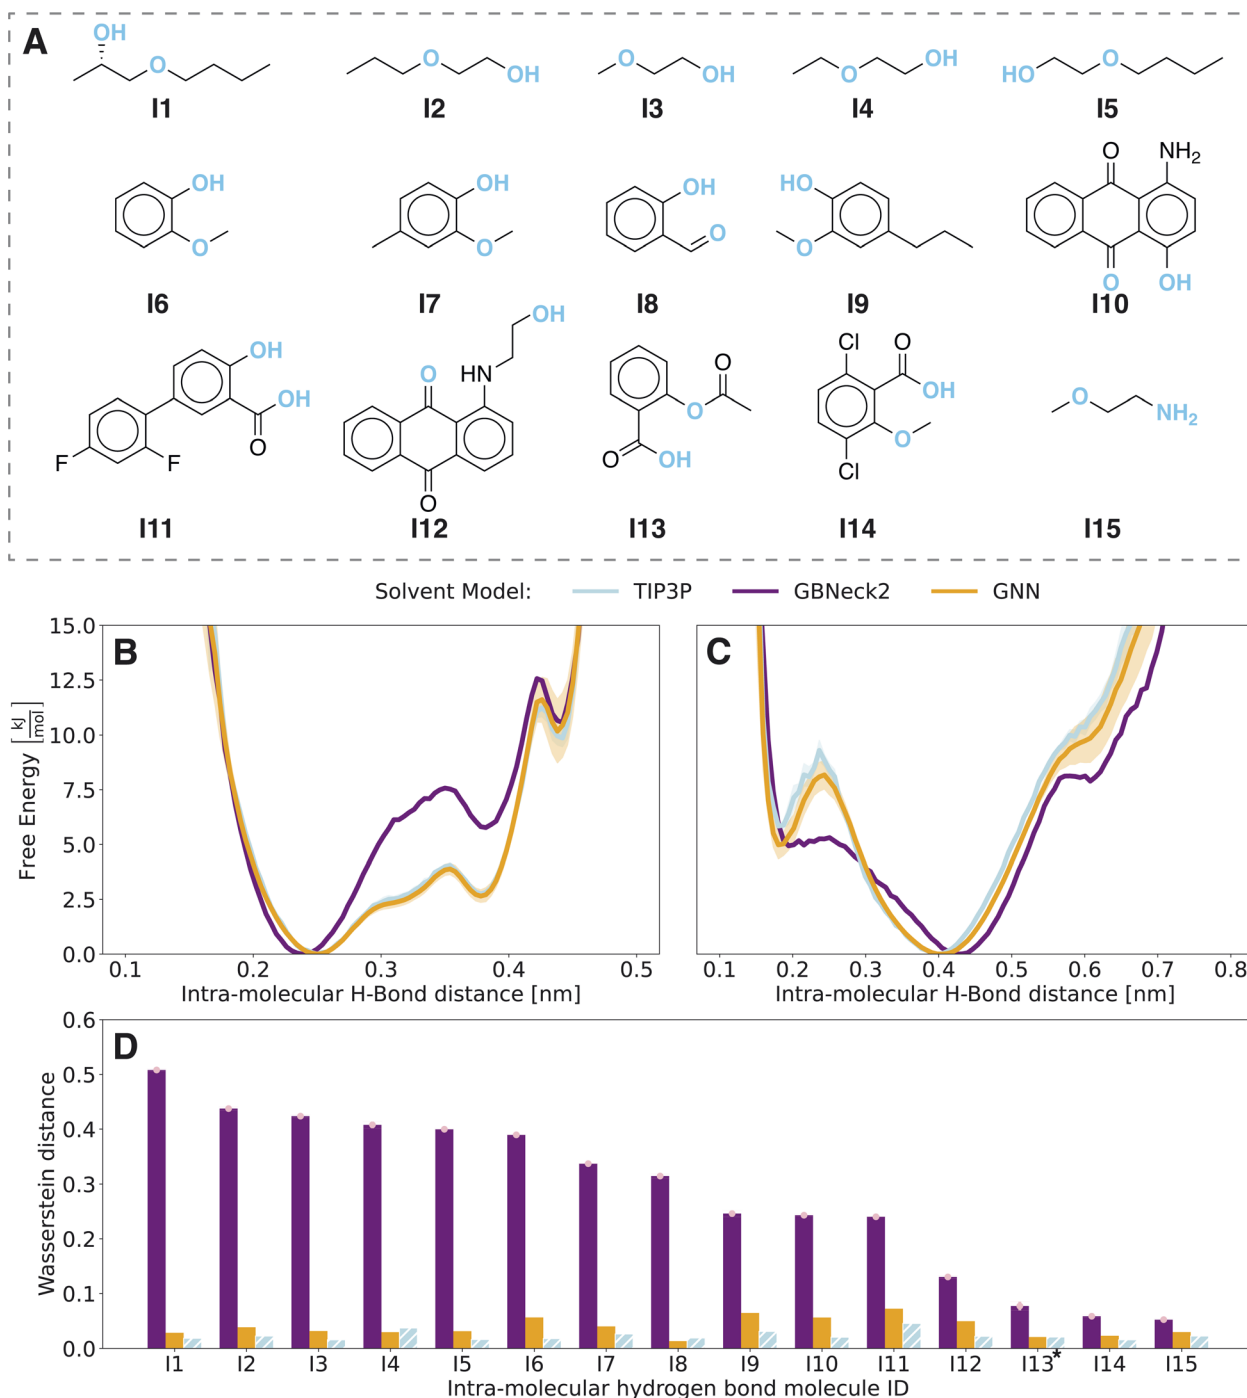 A
OH
O
I1
O
OH
I2
O
OH
I3
O
OH
I4
HO
O
I5
OH
O
I6
OH
O
I7
OH
O
I8
HO
O
I9
O
NH2
O
OH
I10
OH
OH
O
F
F
I11
OH
O
HN
O
I12
O
O
O
OH
I13
Cl
O
OH
O
Cl
I14
O
NH2
I15
Solvent Model: TIP3P GBNeck2 GNN
B
Free Energy [kJ/mol]
15.0
12.5
10.0
7.5
5.0
2.5
0.0
0.1 0.2 0.3 0.4 0.5
Intra-molecular H-Bond distance [nm]
C
0.1 0.2 0.3 0.4 0.5 0.6 0.7 0.8
Intra-molecular H-Bond distance [nm]
D
Wasserstein distance
0.6
0.5
0.4
0.3
0.2
0.1
0.0
I1 I2 I3 I4 I5 I6 I7 I8 I9 I10 I11 I12 I13* I14 I15
Intra-molecular hydrogen bond molecule ID